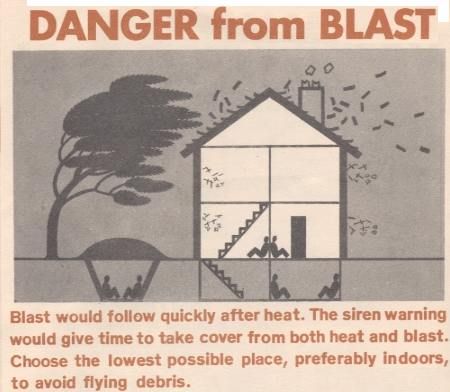 DANGER from BLAST
Blast would follow quickly after heat. The siren warning
would give time to take cover from both heat and blast.
Choose the lowest possible place, preferably indoors,
to avoid flying debris.